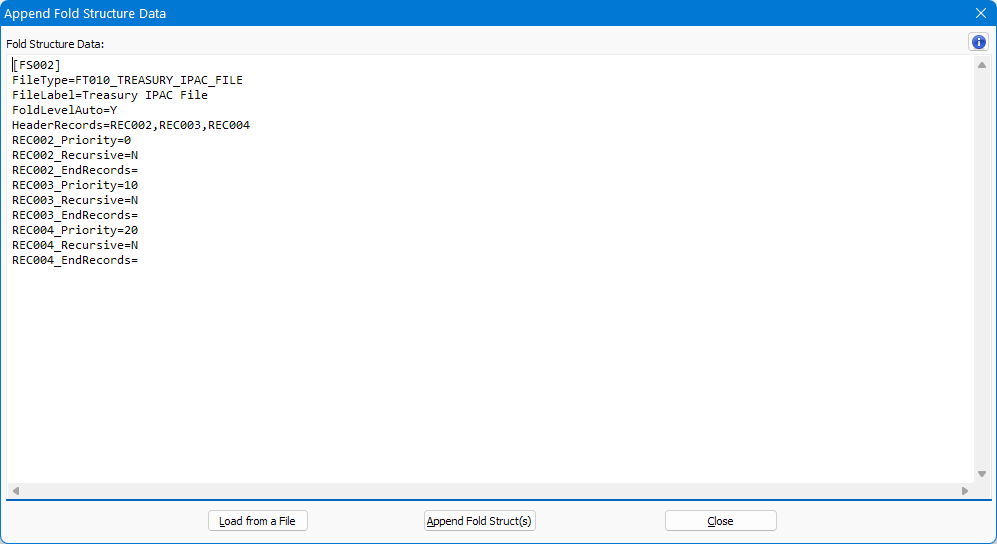 Append Fold Structure Data
Fold Structure Data:
[FS002]
FileType=FT010_TREASURY_IPAC_FILE
FileLabel=Treasury IPAC File
FoldLevelAuto=Y
HeaderRecords=REC002,REC003,REC004
REC002_Priority=0
REC002_Recursive=N
REC002_EndRecords=
REC003_Priority=10
REC003_Recursive=N
REC003_EndRecords=
REC004_Priority=20
REC004_Recursive=N
REC004_EndRecords=
Load from a File
Append Fold Struct(s)
Close